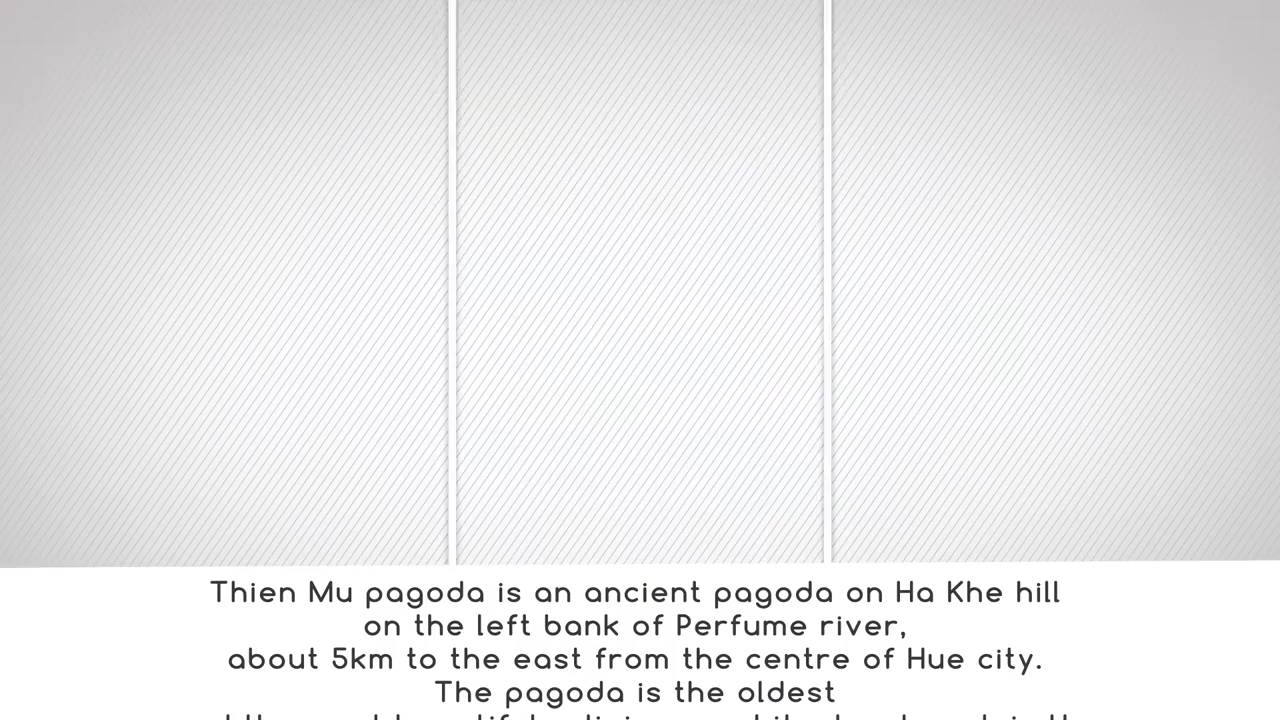 Thien Mu pagoda is an ancient pagoda on Ha Khe hill
on the left bank of Perfume river,
about 5km to the east from the centre of Hue city.
The pagoda is the oldest